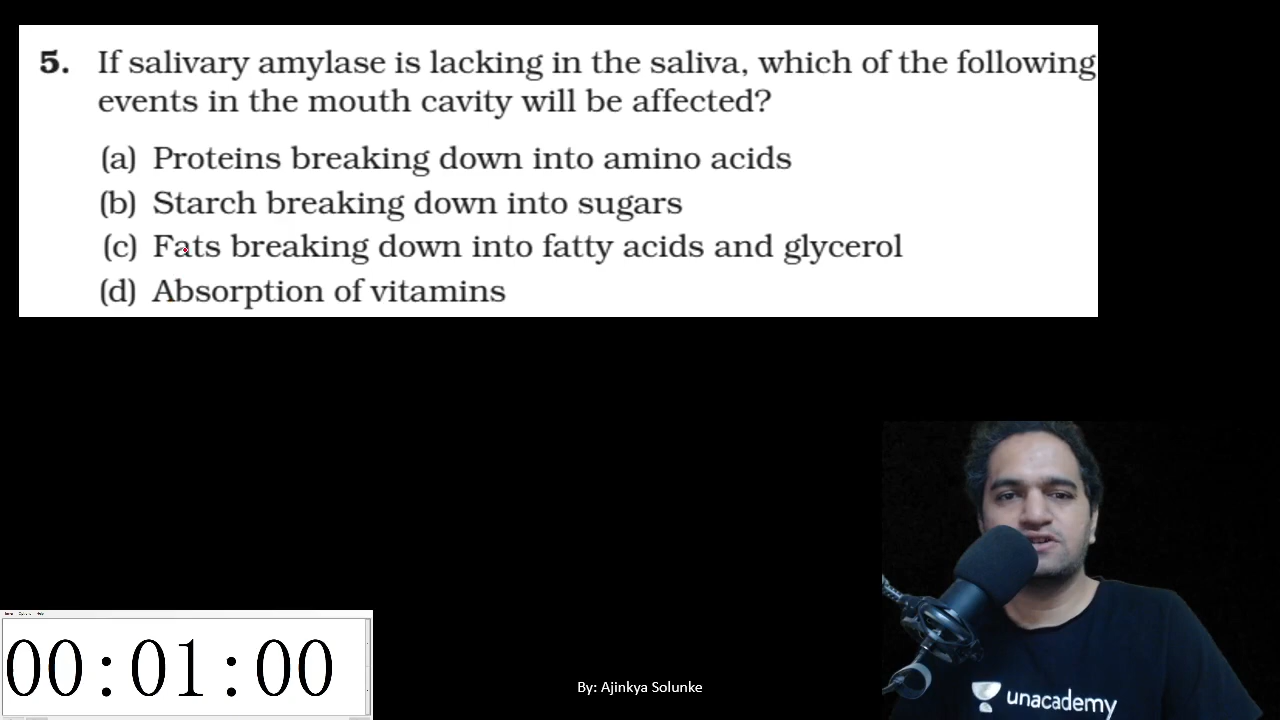 5. If salivary amylase is lacking in the saliva, which of the following
events in the mouth cavity will be affected?
(a) Proteins breaking down into amino acids
(b) Starch breaking down into sugars
(c) Fats breaking down into fatty acids and glycerol
(d) Absorption of vitamins
00:01:00
By: Ajinkya Solunke
unacademy